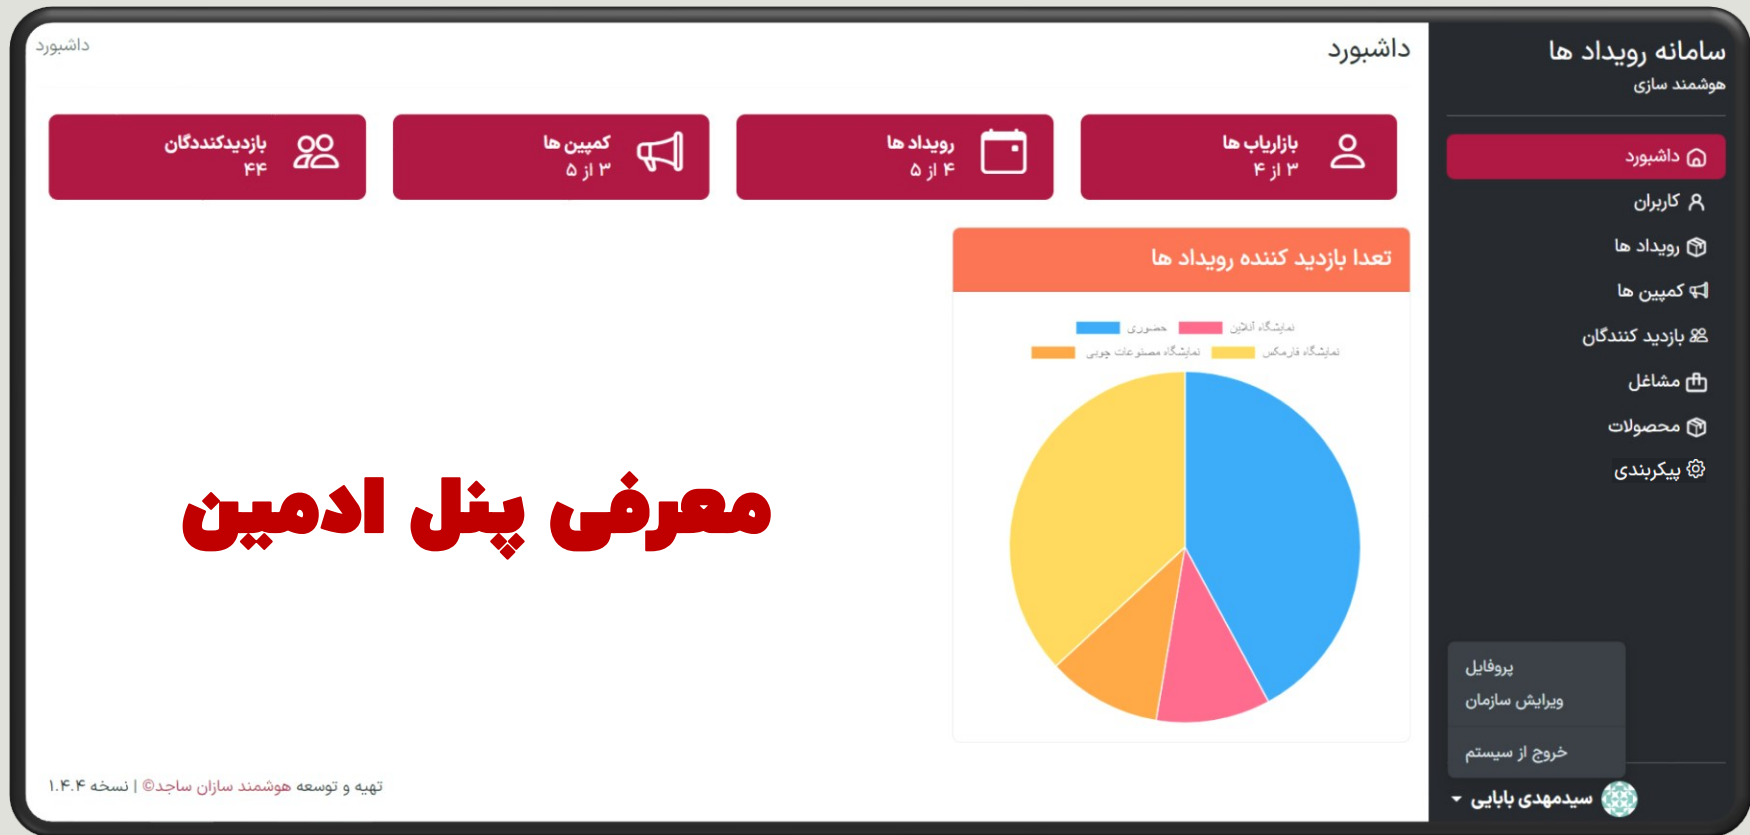 سامانه رویداد ها
هوشمند سازی
داشبورد
کاربران
رویداد ها
کمپین ها
بازدید کنندگان
مشاغل
محصولات
پیکربندی
پروفایل
ویرایش سازمان
خروج از سیستم
سیدمهدی بابایی
داشبورد
داشبورد
بازاریاب ها
۳ از ۴
رویداد ها
۴ از ۵
کمپین ها
۳ از ۵
بازدیدکنندگان
۴۴
تعدا بازدید کننده رویداد ها
حضوری
نمایشگاه آنلاین
نمایشگاه مصنوعات چوبی
نمایشگاه فارمکس
معرفی پنل ادمین
تهیه و توسعه هوشمند سازان ساجد© | نسخه ۱.۴.۴